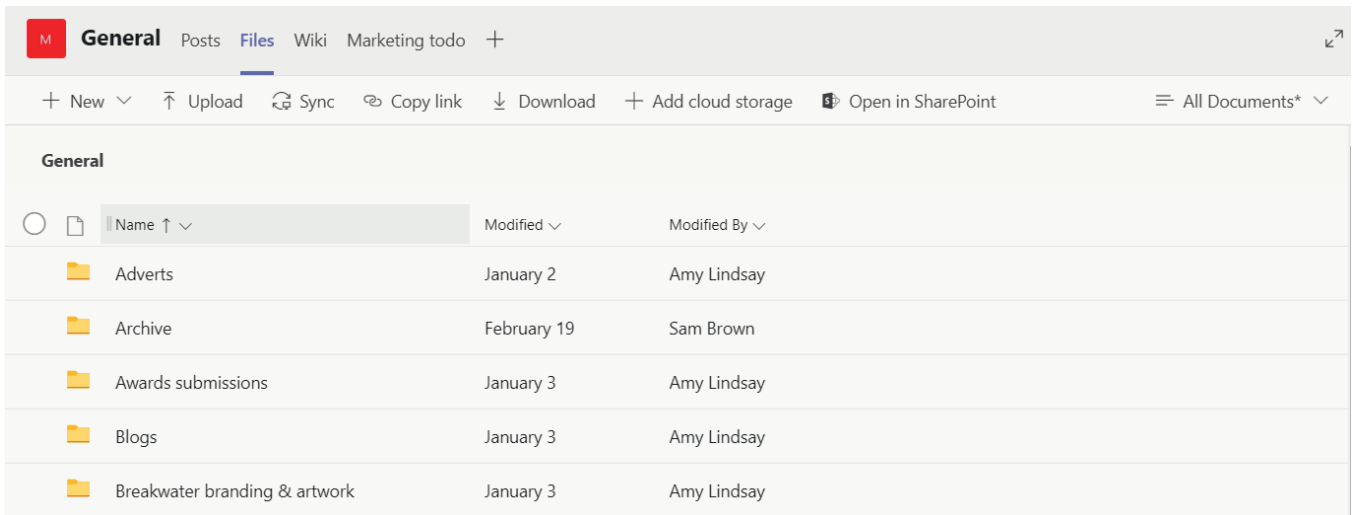 M General Posts Files Wiki Marketing todo +
+ New Upload Sync Copy link Download + Add cloud storage S Open in SharePoint All Documents*
General
Name ↑ Modified Modified By
Adverts January 2 Amy Lindsay
Archive February 19 Sam Brown
Awards submissions January 3 Amy Lindsay
Blogs January 3 Amy Lindsay
Breakwater branding & artwork January 3 Amy Lindsay